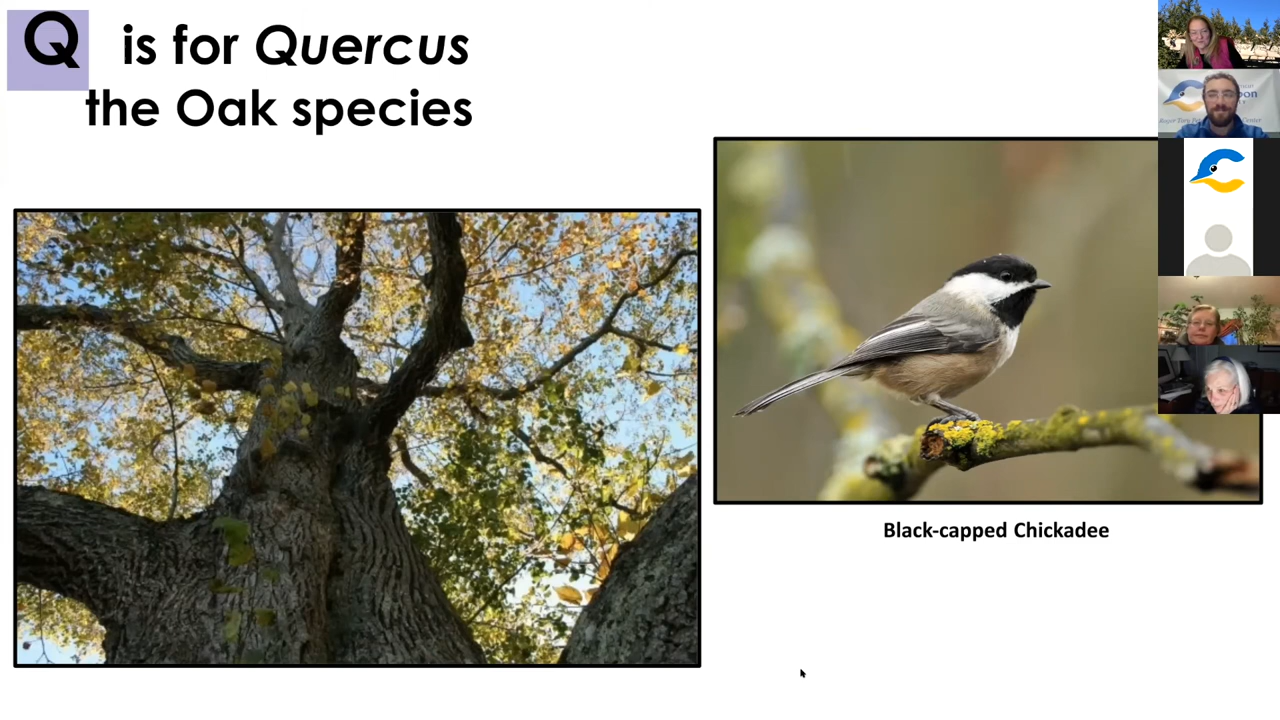 Q is for Quercus
the Oak species
Black-capped Chickadee